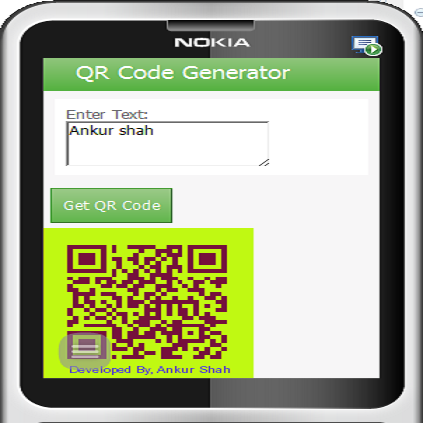 NOKIA
QR Code Generator
Enter Text:
Ankur shah
Get QR Code
Developed By, Ankur Shah